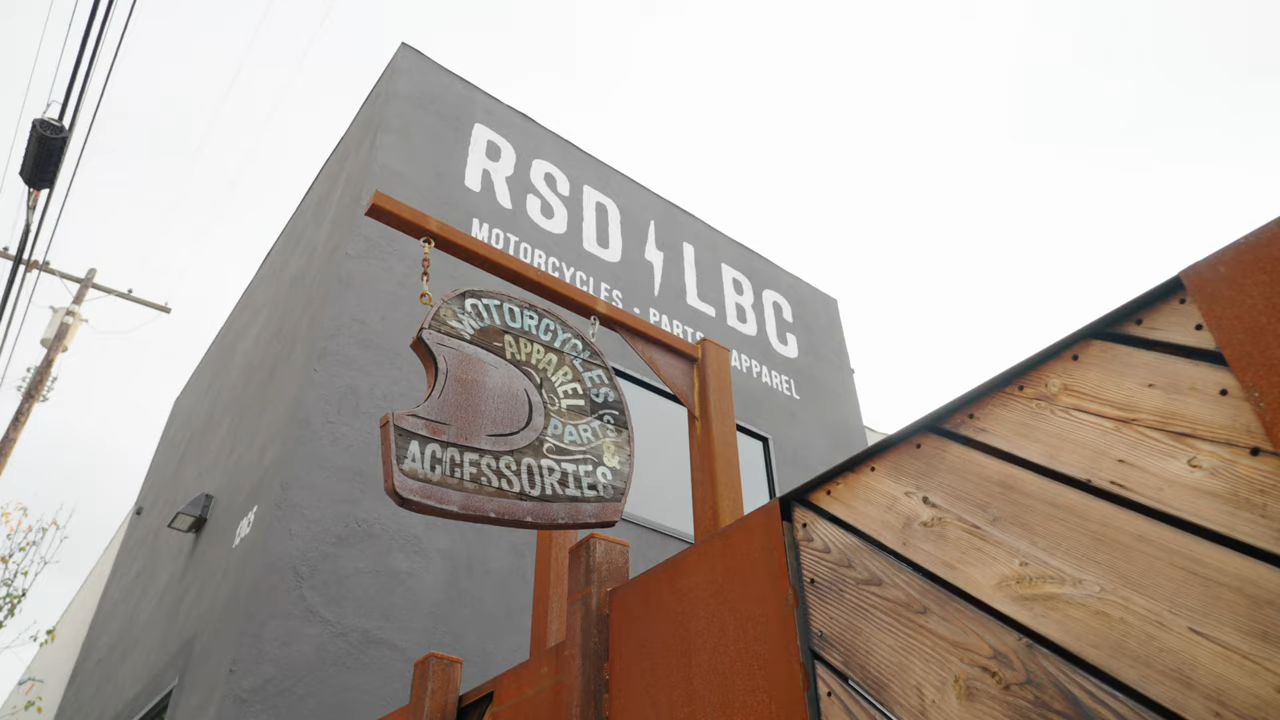 RSD LBC
MOTORCYCLES - PARTS APPAREL
MOTORCYCLES
APPAREL
PARTS &
ACCESSORIES